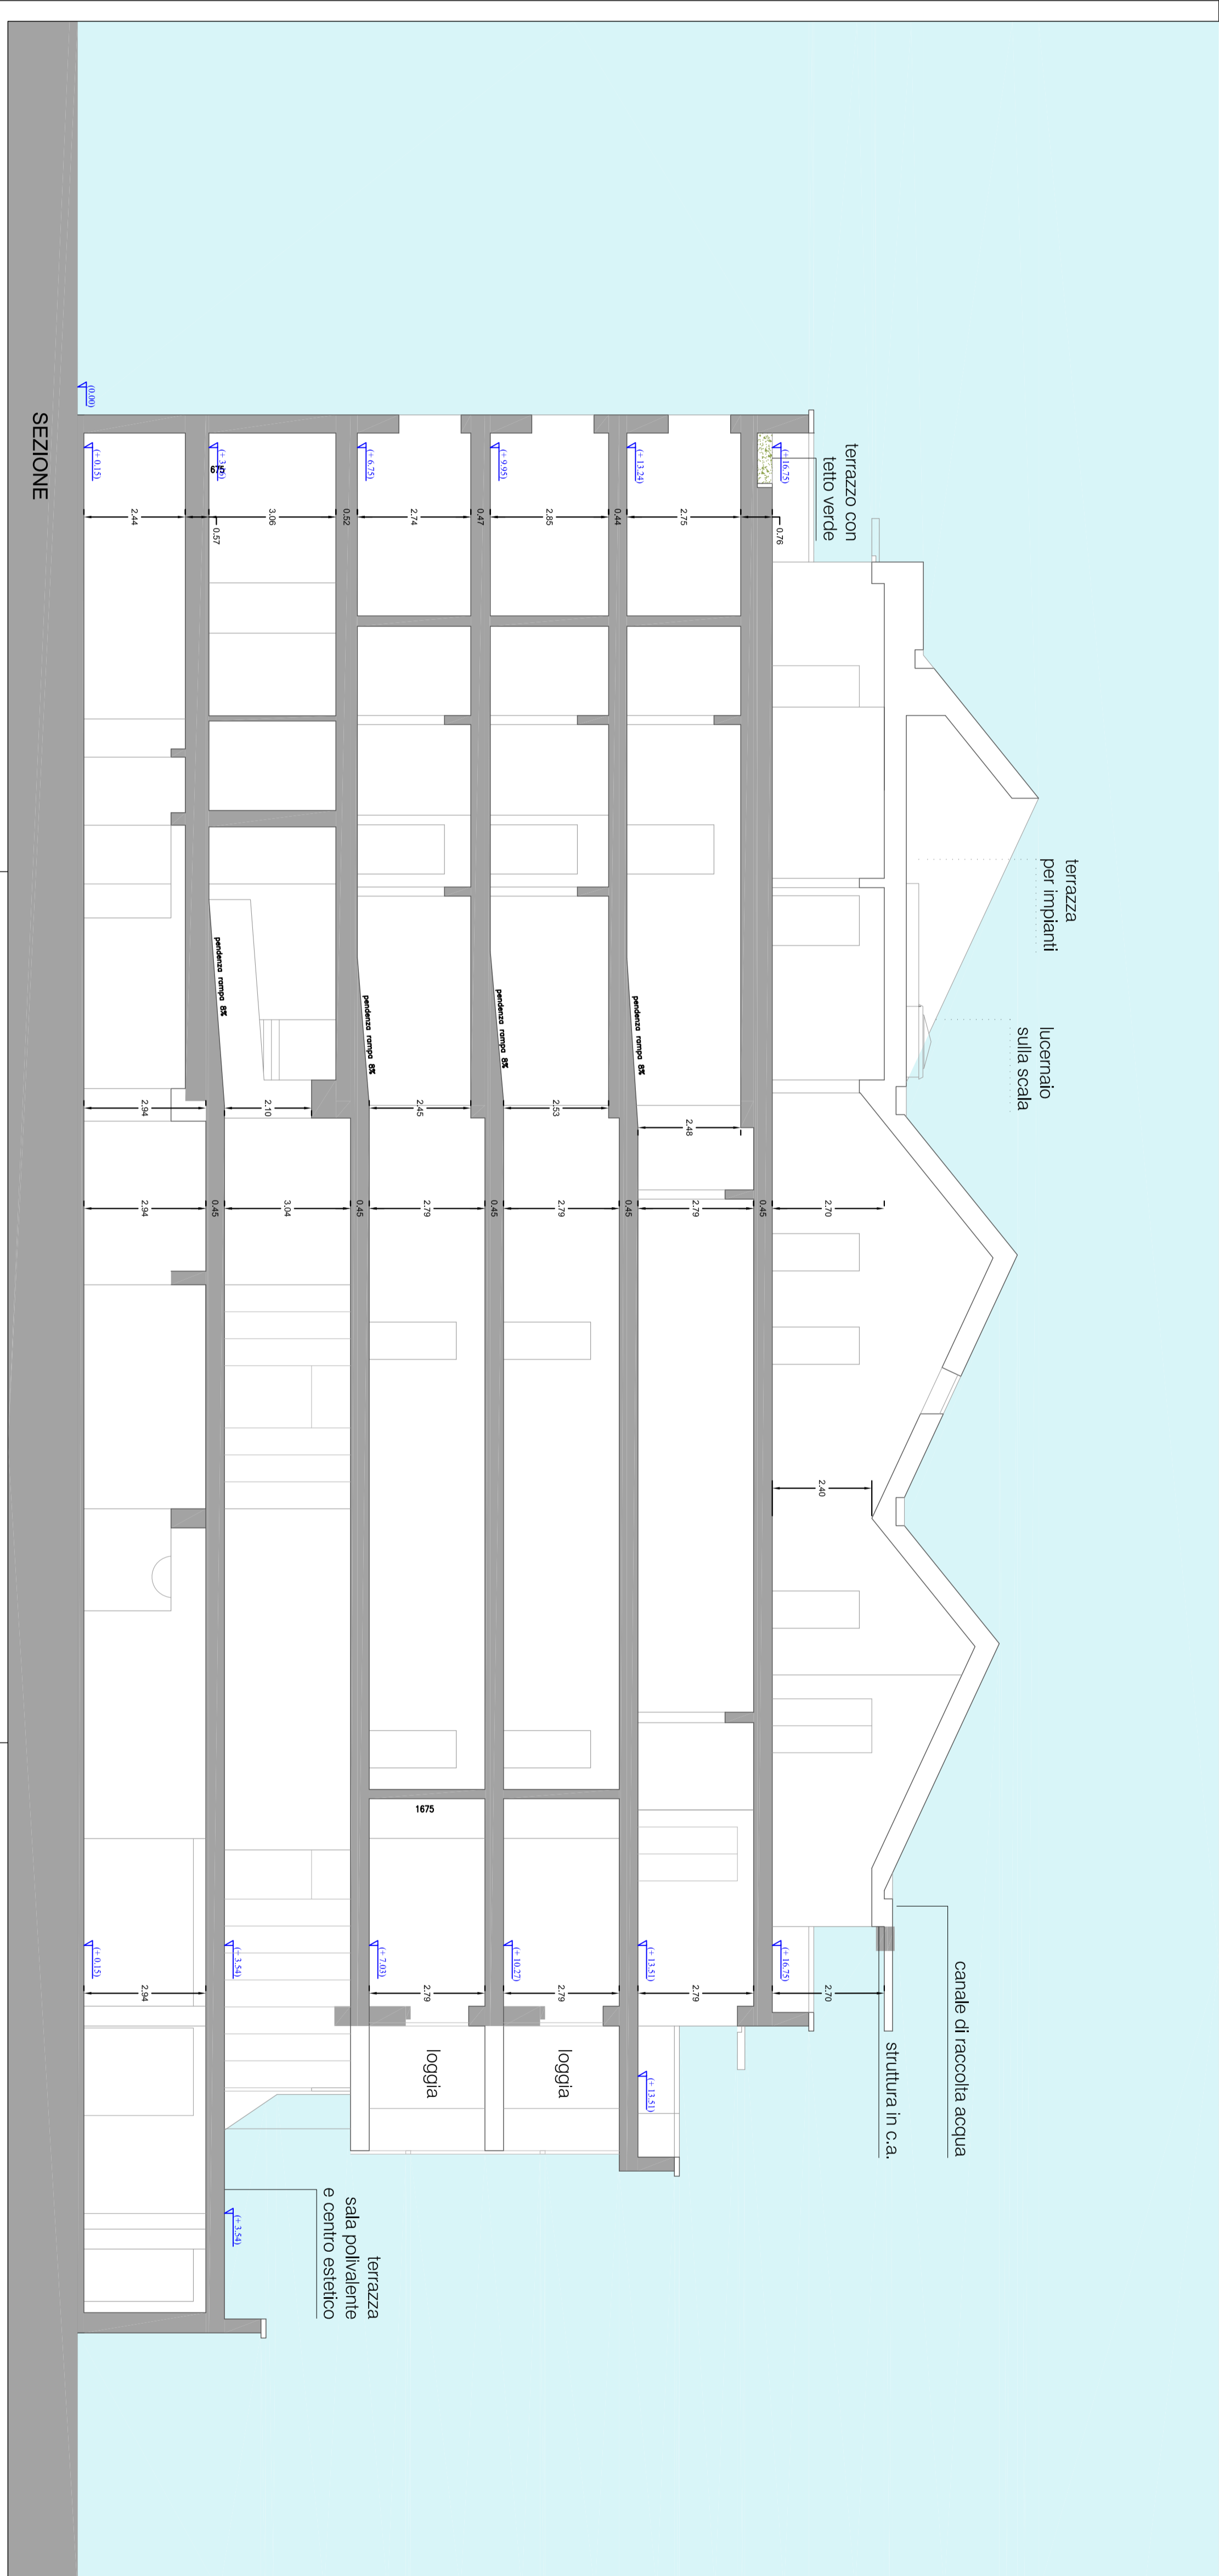 terrazza
per impianti
lucernaio
sulla scala
terrazzo con
tetto verde
canale di raccolta acqua
struttura in c.a.
(+ 16.75)
0.76
2.70
2.40
(+ 16.75)
2.70
(+ 13.24)
2.75
pendenza rampa 8%
2.48
0.45
2.79
(+ 13.51)
2.79
(+ 13.51)
0.44
0.45
(+ 9.95)
2.85
pendenza rampa 8%
2.53
2.79
(+ 10.27)
2.79
loggia
0.47
0.45
(+ 6.75)
2.74
pendenza rampa 8%
2.45
2.79
1675
(+ 7.03)
2.79
loggia
0.52
0.45
675
3.06
pendenza rampa 8%
2.10
3.04
(+ 3.54)
(+ 3.54)
terrazza
sala polivalente
e centro estetico
0.57
0.45
(0.00)
(+ 0.15)
2.44
2.94
2.94
(+ 0.15)
2.94
SEZIONE